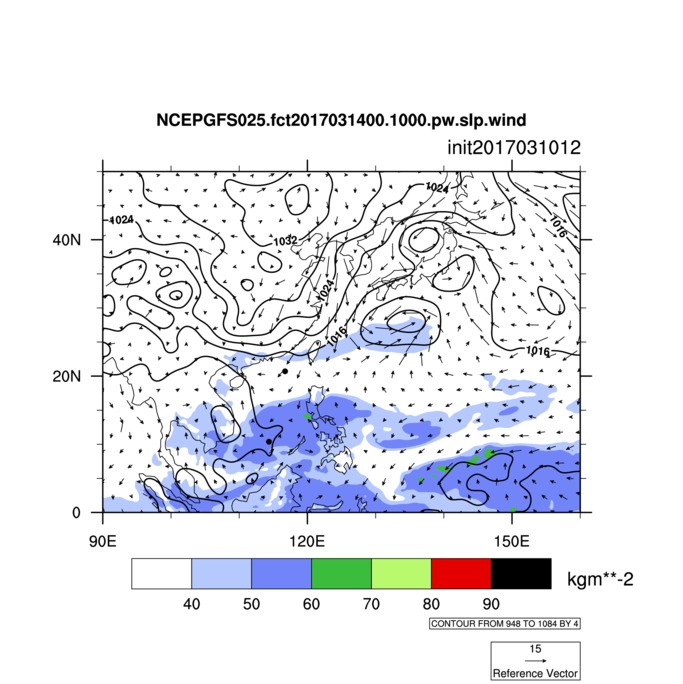 NCEPGFS025.fct2017031400.1000.pw.slp.wind
init2017031012
1024
1016
1024
1032
40N
1024
1016
1016
20N
0
90E 120E 150E
kgm**-2
40 50 60 70 80 90
CONTOUR FROM 948 TO 1084 BY 4
15
Reference Vector